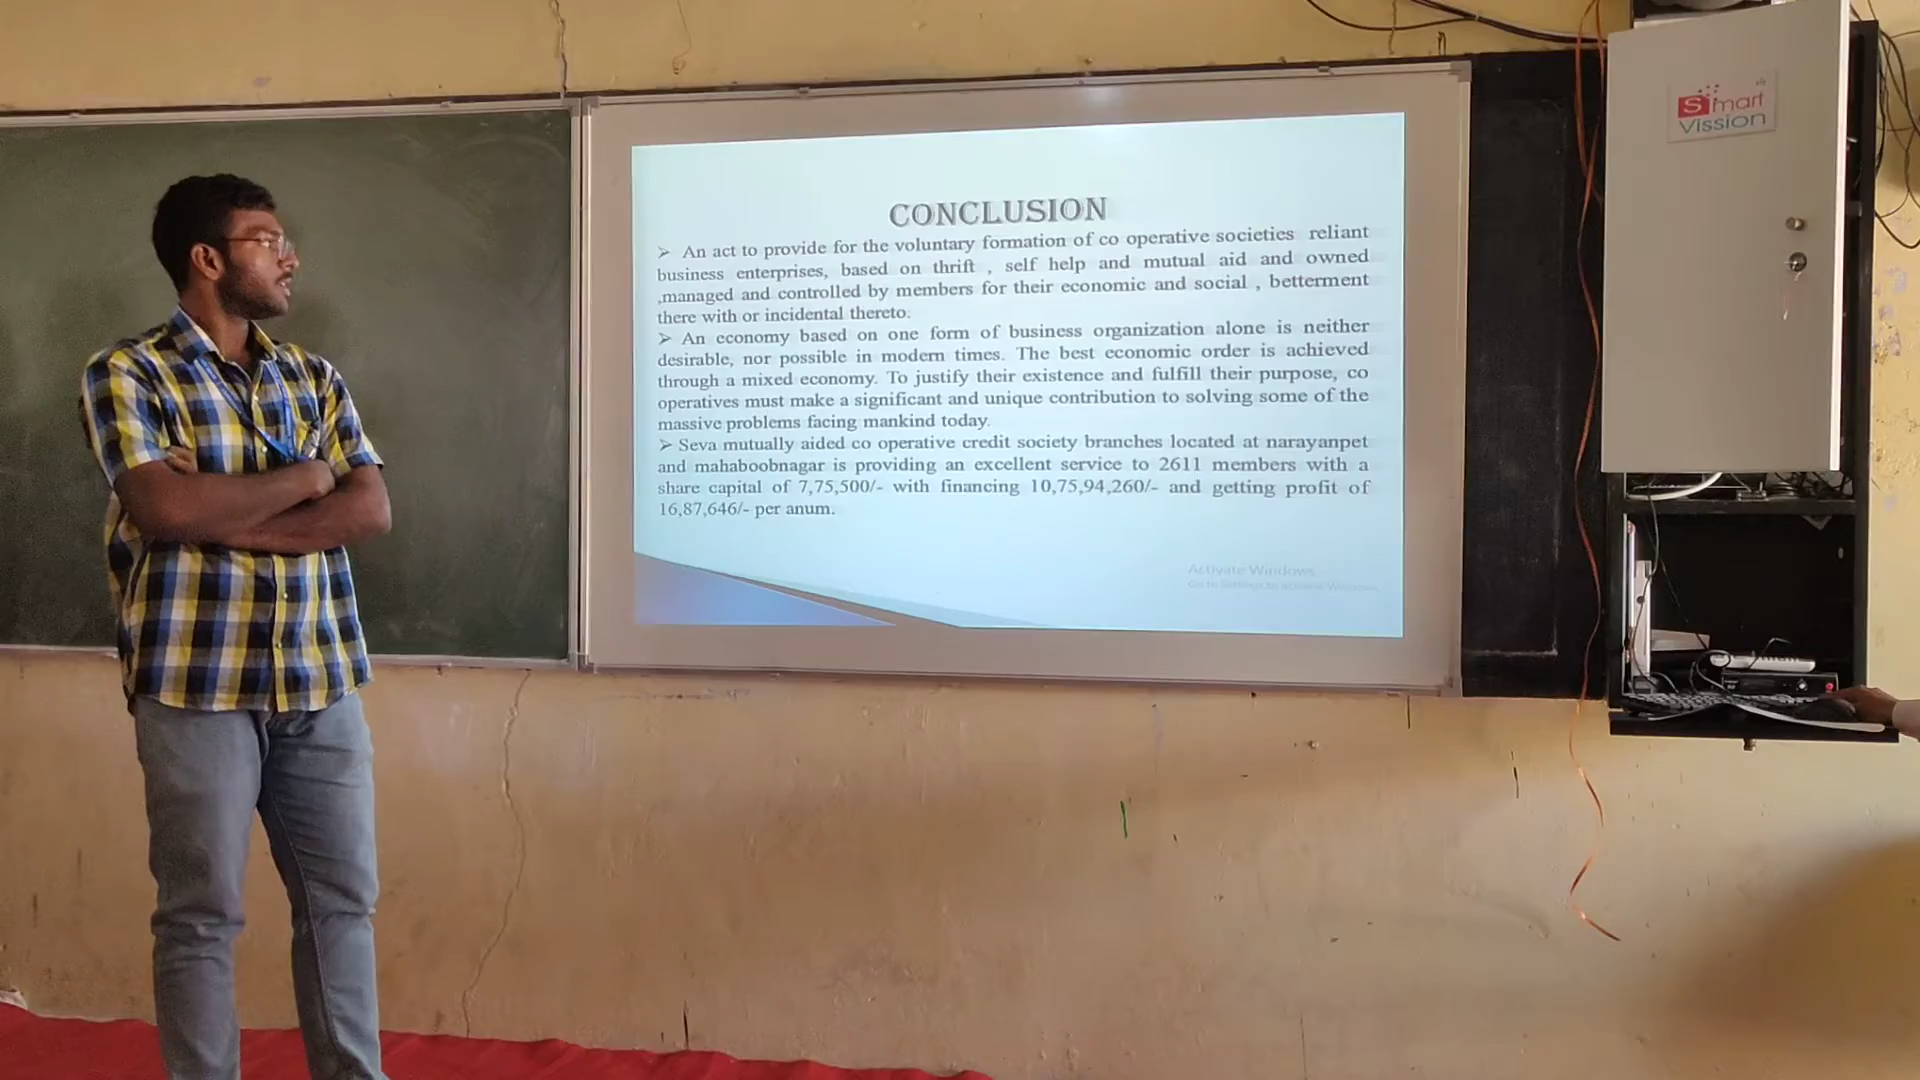 Smart
Vission
CONCLUSION
➢ An act to provide for the voluntary formation of co operative societies reliant
business enterprises, based on thrift , self help and mutual aid and owned
,managed and controlled by members for their economic and social , betterment
there with or incidental thereto.
➢ An economy based on one form of business organization alone is neither
desirable, nor possible in modern times. The best economic order is achieved
through a mixed economy. To justify their existence and fulfill their purpose, co
operatives must make a significant and unique contribution to solving some of the
massive problems facing mankind today.
➢ Seva mutually aided co operative credit society branches located at narayanpet
and mahaboobnagar is providing an excellent service to 2611 members with a
share capital of 7,75,500/- with financing 10,75,94,260/- and getting profit of
16,87,646/- per anum.
Activate Windows
Go to Settings to activate Windows.